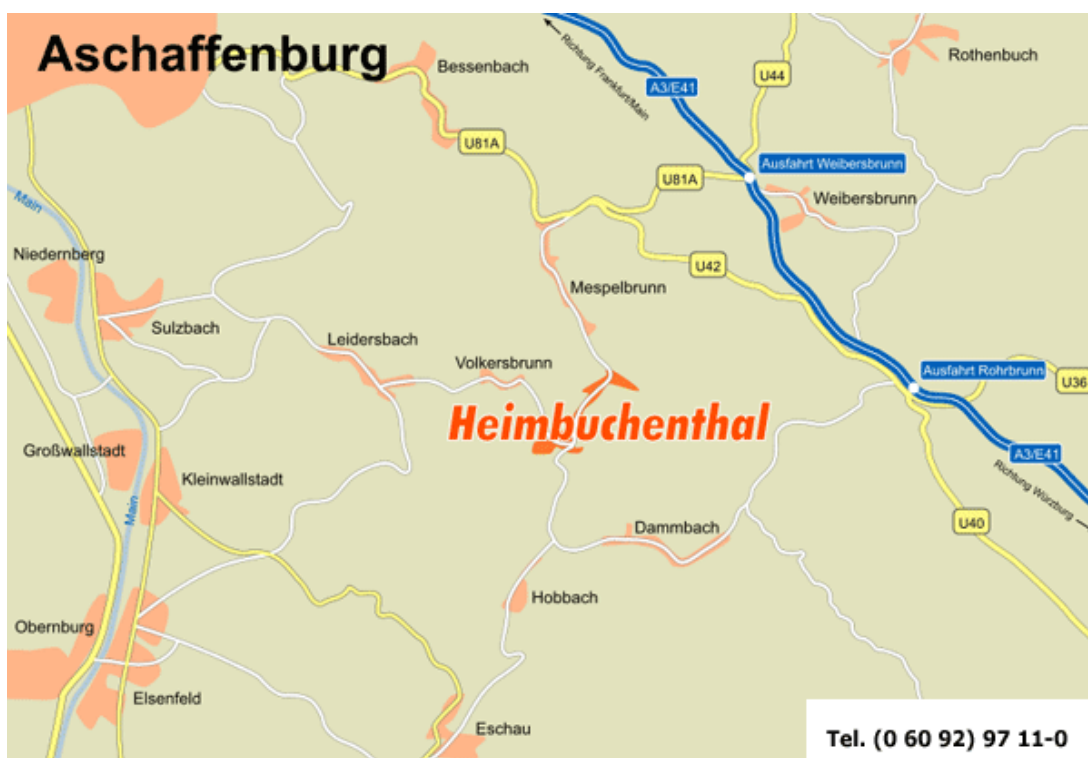 Aschaffenburg
Bessenbach
Richtung Frankfurt/Main
A3/E41
U44
Rothenbuch
U81A
Ausfahrt Weibersbrunn
U81A
Weibersbrunn
Main
Niedernberg
U42
Mespelbrunn
Sulzbach
Leidersbach
Volkersbrunn
Ausfahrt Rohrbrunn
U36
Heimbuchenthal
Großwallstadt
Kleinwallstadt
A3/E41
Richtung Würzburg
Main
Dammbach
U40
Hobbach
Obernburg
Elsenfeld
Eschau
Tel. (0 60 92) 97 11-0